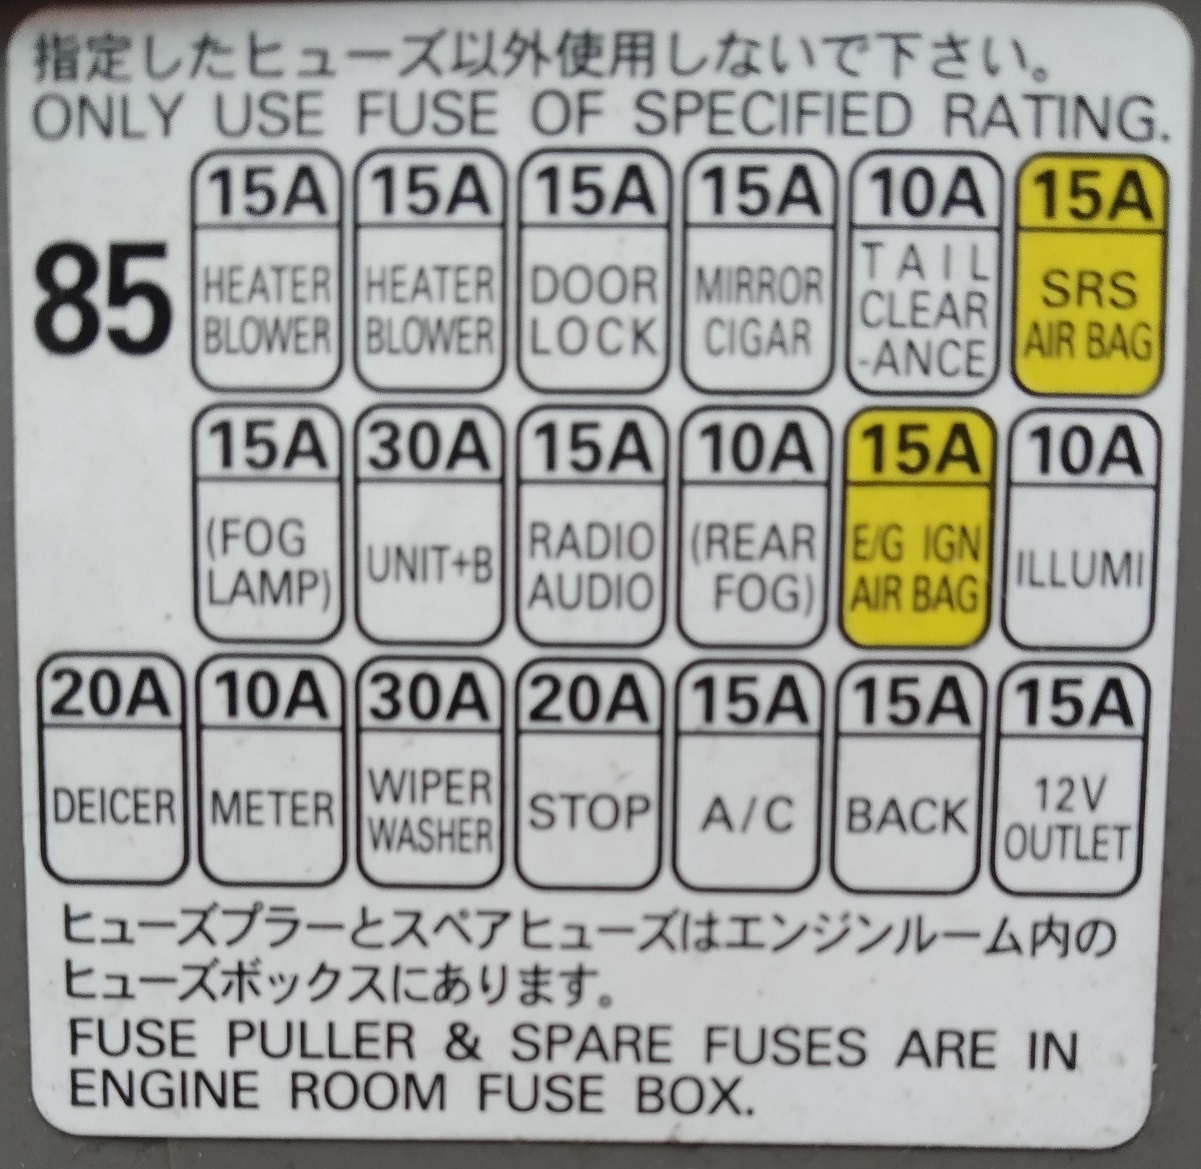 指定したヒューズ以外使用しないで下さい。
ONLY USE FUSE OF SPECIFIED RATING.
85
15A
HEATER
BLOWER
15A
HEATER
BLOWER
15A
DOOR
LOCK
15A
MIRROR
CIGAR
10A
TAIL
CLEAR
-ANCE
15A
SRS
AIR BAG
15A
(FOG
LAMP)
30A
UNIT+B
15A
RADIO
AUDIO
10A
(REAR
FOG)
15A
E/G IGN
AIR BAG
10A
ILLUMI
20A
DEICER
10A
METER
30A
WIPER
WASHER
20A
STOP
15A
A/C
15A
BACK
15A
12V
OUTLET
ヒューズプラーとスペアヒューズはエンジンルーム内の
ヒューズボックスにあります。
FUSE PULLER & SPARE FUSES ARE IN
ENGINE ROOM FUSE BOX.